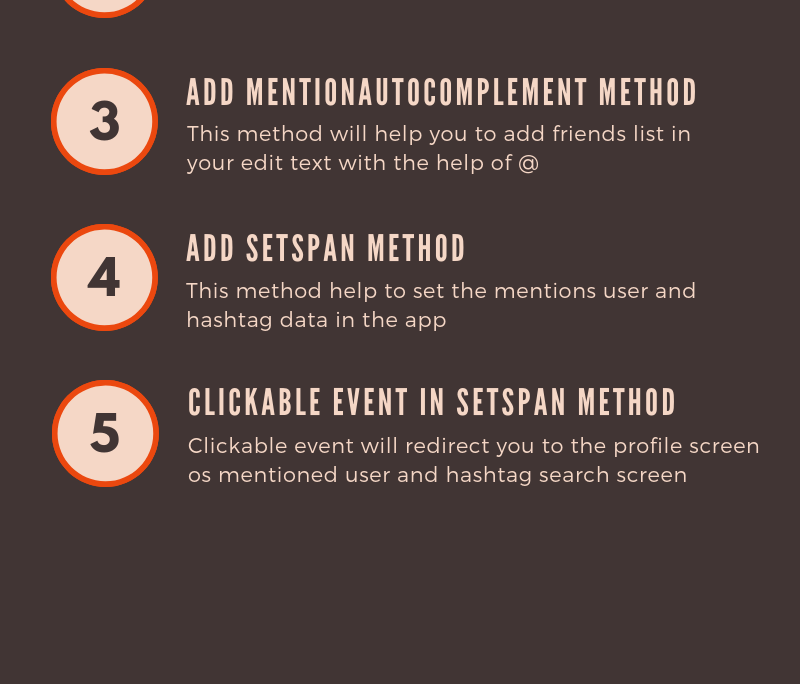 3
ADD MENTIONAUTOCOMPLEMENT METHOD
This method will help you to add friends list in
your edit text with the help of @
4
ADD SETSPAN METHOD
This method help to set the mentions user and
hashtag data in the app
5
CLICKABLE EVENT IN SETSPAN METHOD
Clickable event will redirect you to the profile screen
os mentioned user and hashtag search screen